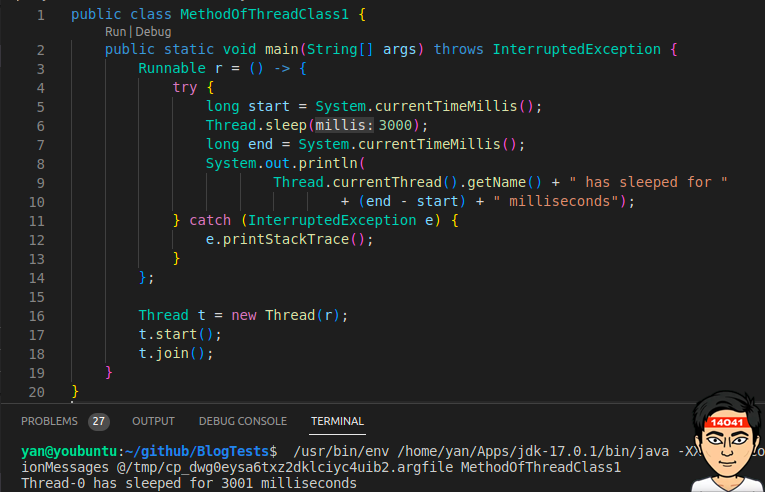 1 public class MethodOfThreadClass1 {
Run | Debug
2 public static void main(String[] args) throws InterruptedException {
3 Runnable r = () -> {
4 try {
5 long start = System.currentTimeMillis();
6 Thread.sleep(millis: 3000);
7 long end = System.currentTimeMillis();
8 System.out.println(
9 Thread.currentThread().getName() + " has sleeped for "
10 + (end - start) + " milliseconds");
11 } catch (InterruptedException e) {
12 e.printStackTrace();
13 }
14 };
15
16 Thread t = new Thread(r);
17 t.start();
18 t.join();
19 }
20 }
PROBLEMS 27 OUTPUT DEBUG CONSOLE TERMINAL
14041
yan@youbuntu:~/github/BlogTests$ /usr/bin/env /home/yan/Apps/jdk-17.0.1/bin/java
ionMessages @/tmp/cp_dwg0eysa6txz2dklciyc4uib2.argfile MethodOfThreadClass1
Thread-0 has sleeped for 3001 milliseconds